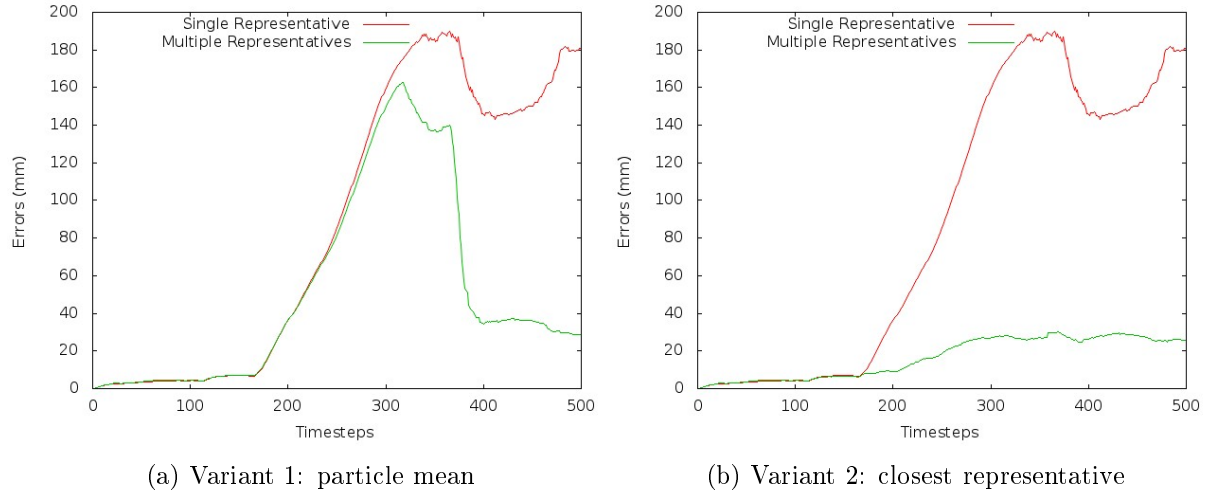 Single Representative
Multiple Representatives
200
180
160
140
120
100
80
60
40
20
0
Errors (mm)
0 100 200 300 400 500
Timesteps
(a) Variant 1: particle mean
Single Representative
Multiple Representatives
200
180
160
140
120
100
80
60
40
20
0
Errors (mm)
0 100 200 300 400 500
Timesteps
(b) Variant 2: closest representative